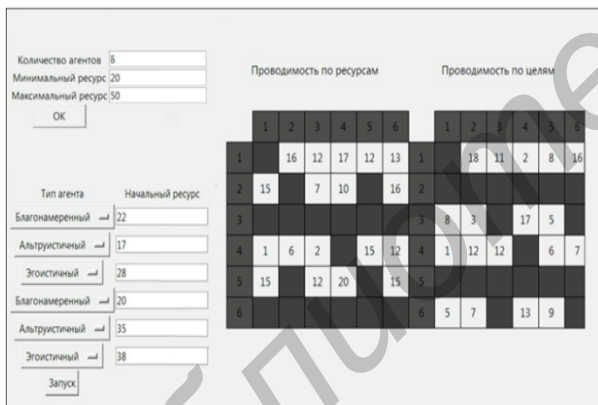 Количество агентов 6
Минимальный ресурс 20
Максимальный ресурс 50
OK
Проводимость по ресурсам
Проводимость по целям
1 2 3 4 5 6
1 16 12 17 12 13
2 15 7 10 16
3
4 1 6 2 15 12
5 15 12 20 15
6
1 2 3 4 5 6
1 18 11 2 8 16
2
3 8 3 17 5
4 1 12 12 6 7
5
6 5 7 13 9
Тип агента Начальный ресурс
Благонамеренный 22
Альтруистичный 17
Эгоистичный 28
Благонамеренный 20
Альтруистичный 35
Эгоистичный 38
Запуск